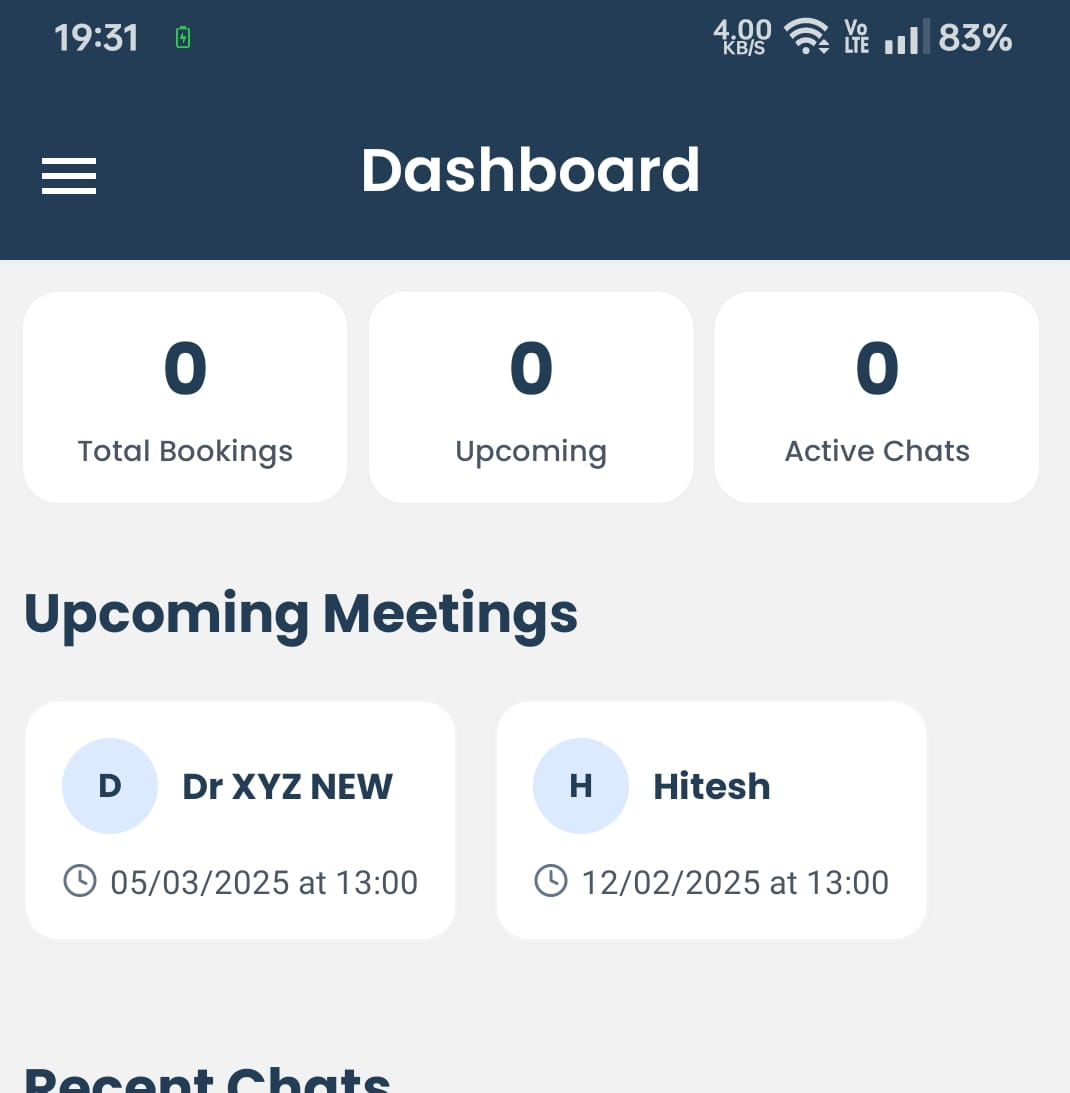 19:31 4.00 KB/S Vo LTE 83%
Dashboard
0 0 0
Total Bookings Upcoming Active Chats
Upcoming Meetings
D Dr XYZ NEW H Hitesh
05/03/2025 at 13:00 12/02/2025 at 13:00
Recent Chats